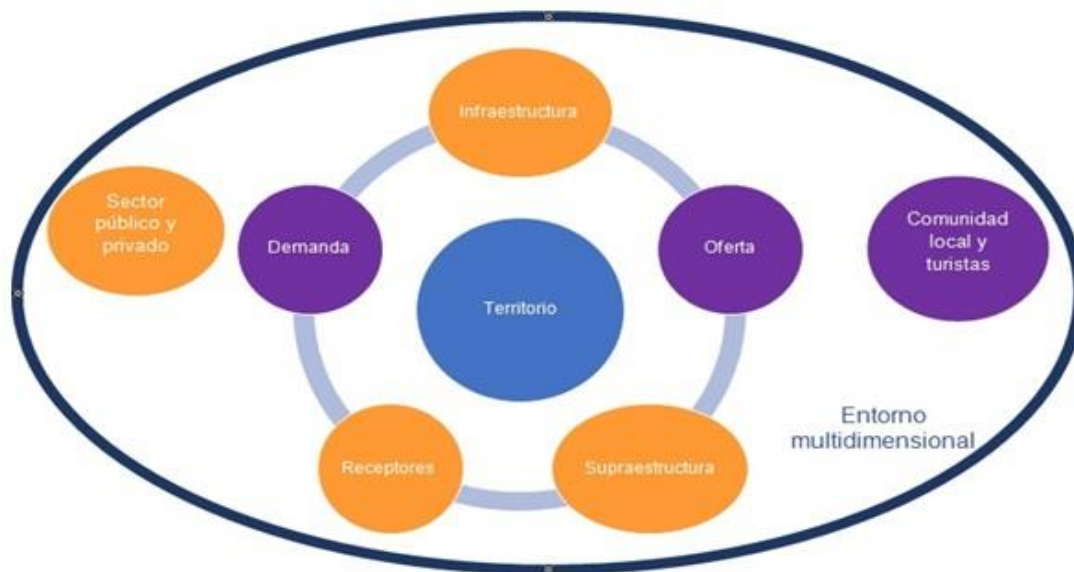 Infraestructura
Sector
público y
privado
Demanda
Oferta
Comunidad
local y
turistas
Territorio
Entorno
multidimensional
Receptores
Supraestructura